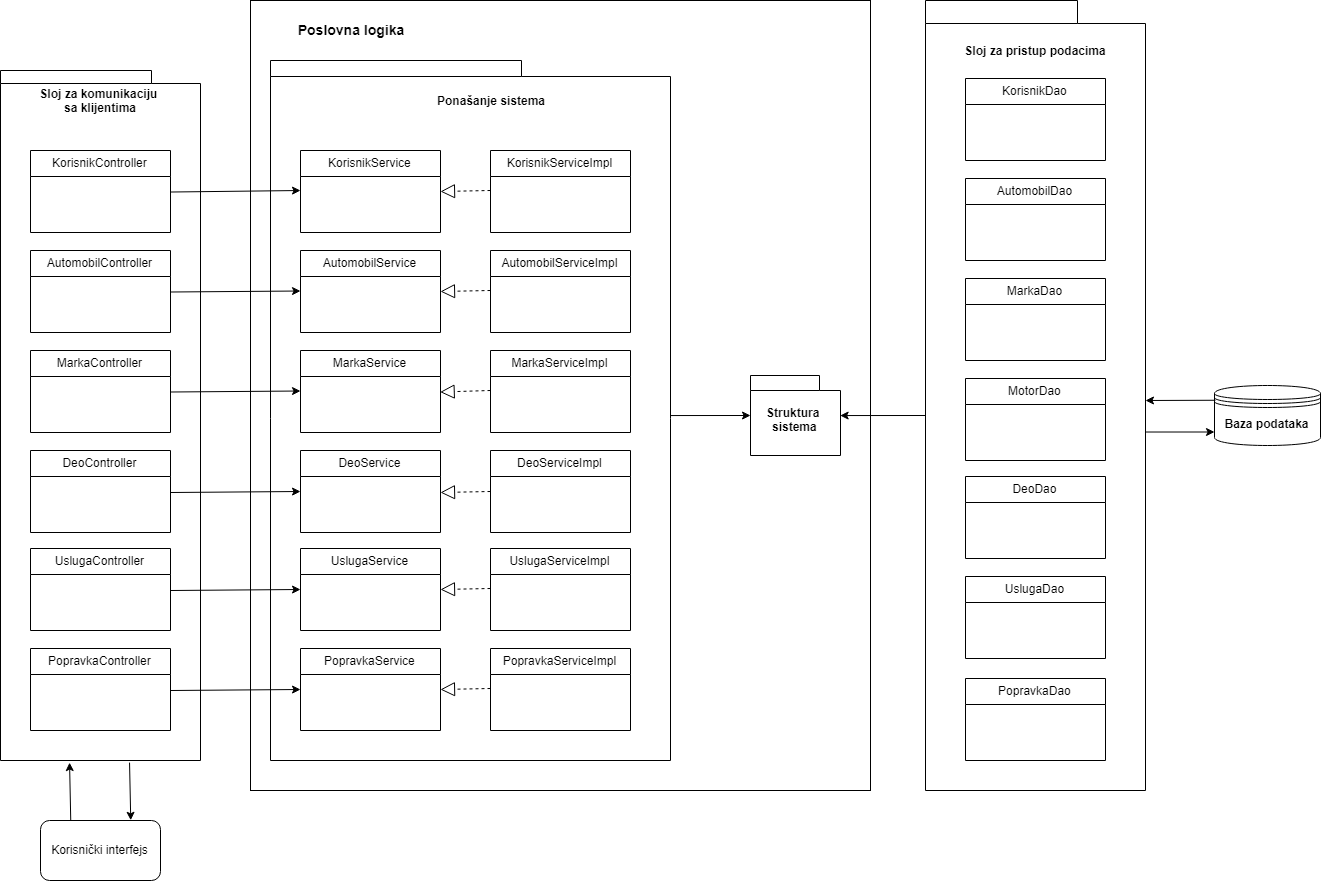 Poslovna logika
Sloj za komunikaciju
sa klijentima
KorisnikController
AutomobilController
MarkaController
DeoController
UslugaController
PopravkaController
Korisnički interfejs
Ponašanje sistema
KorisnikService
KorisnikServiceImpl
AutomobilService
AutomobilServiceImpl
MarkaService
MarkaServiceImpl
DeoService
DeoServiceImpl
UslugaService
UslugaServiceImpl
PopravkaService
PopravkaServiceImpl
Struktura
sistema
Sloj za pristup podacima
KorisnikDao
AutomobilDao
MarkaDao
MotorDao
DeoDao
UslugaDao
PopravkaDao
Baza podataka